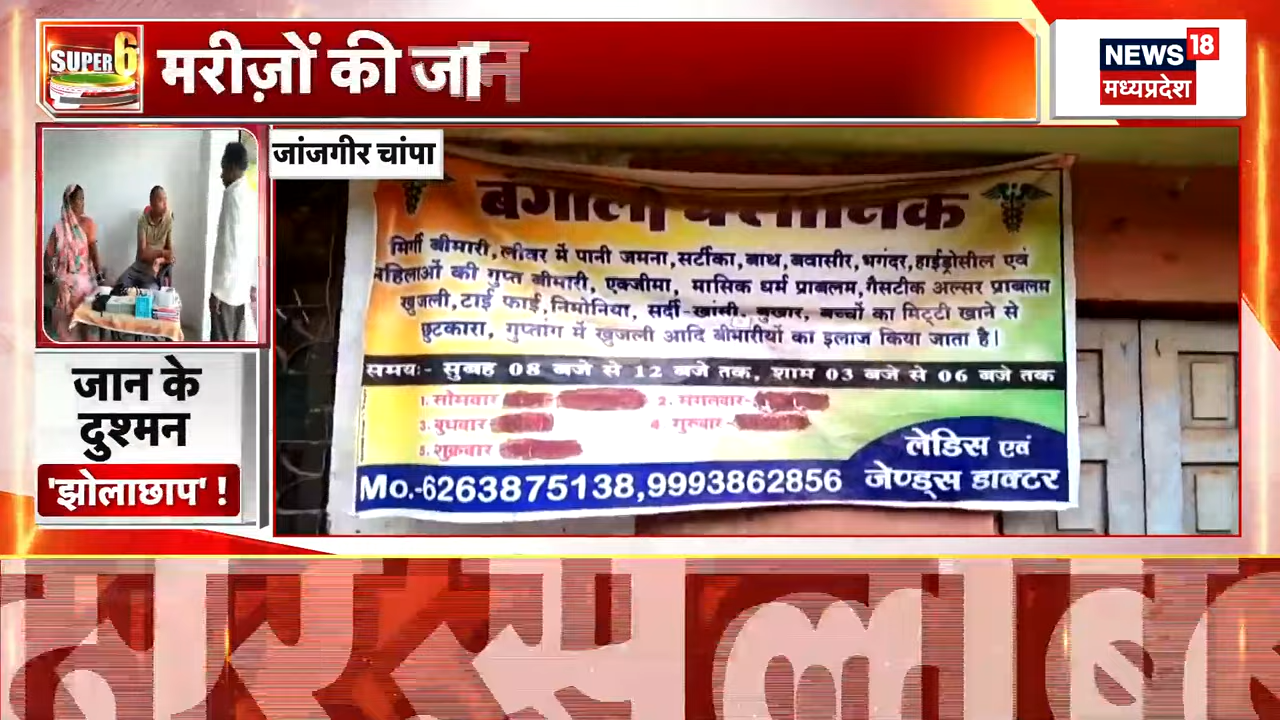 SUPER 6
मरीज़ों की जान
NEWS 18
मध्यप्रदेश
जांजगीर चांपा
बंगाली क्लीनिक
मिर्गी बीमारी,लीवर में पानी जमना,सर्टीका,बाथ,बवासीर,भगंदर,हाईड्रोसील एवं
महिलाओं की गुप्त बीमारी, एक्जीमा, मासिक धर्म प्राबलम,गैसटीक अल्सर प्राबलम
खुजली,टाई फाई,निमोनिया, सर्दी-खांसी, बुखार, बच्चों का मिट्टी खाने से
छुटकारा, गुप्तांग में खुजली आदि बीमारीयों का इलाज किया जाता है।
समयः- सुबह 08 बजे से 12 बजे तक, शाम 03 बजे से 06 बजे तक
1. सोमवार 2. मंगलवार-
3. बुधवार 4 गुरुवार -
5. शुक्रवार
लेडिस एवं
जेण्ड्स डाक्टर
Mo.-6263875138,9993862856
जान के
दुश्मन
'झोलाछाप' !